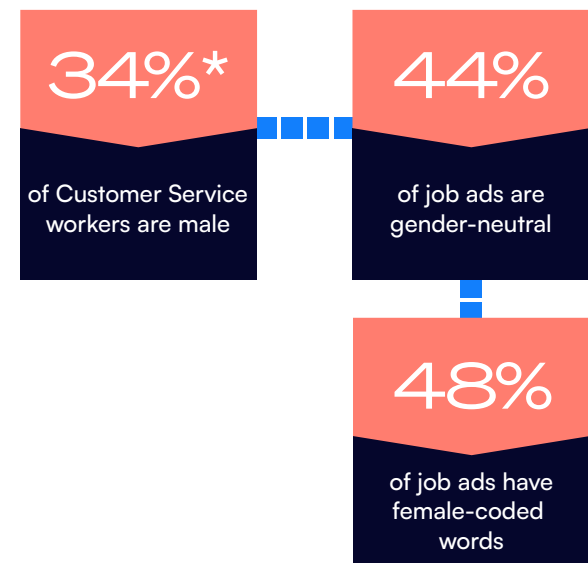 34%*
of Customer Service
workers are male
44%
of job ads are
gender-neutral
48%
of job ads have
female-coded
words